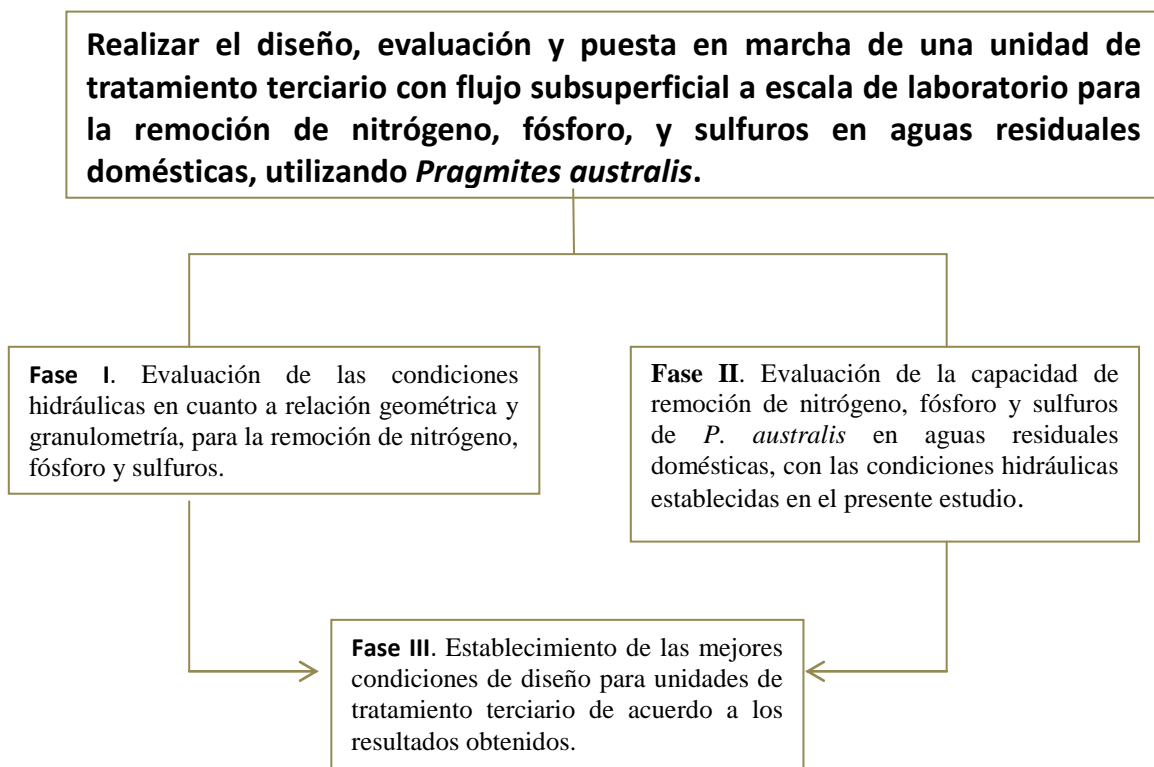 Realizar el diseño, evaluación y puesta en marcha de una unidad de
tratamiento terciario con flujo subsuperficial a escala de laboratorio para
la remoción de nitrógeno, fósforo, y sulfuros en aguas residuales
domésticas, utilizando Pragmites australis.
Fase I. Evaluación de las condiciones
hidráulicas en cuanto a relación geométrica y
granulometría, para la remoción de nitrógeno,
fósforo y sulfuros.
Fase II. Evaluación de la capacidad de
remoción de nitrógeno, fósforo y sulfuros
de P. australis en aguas residuales
domésticas, con las condiciones hidráulicas
establecidas en el presente estudio.
Fase III. Establecimiento de las mejores
condiciones de diseño para unidades de
tratamiento terciario de acuerdo a los
resultados obtenidos.